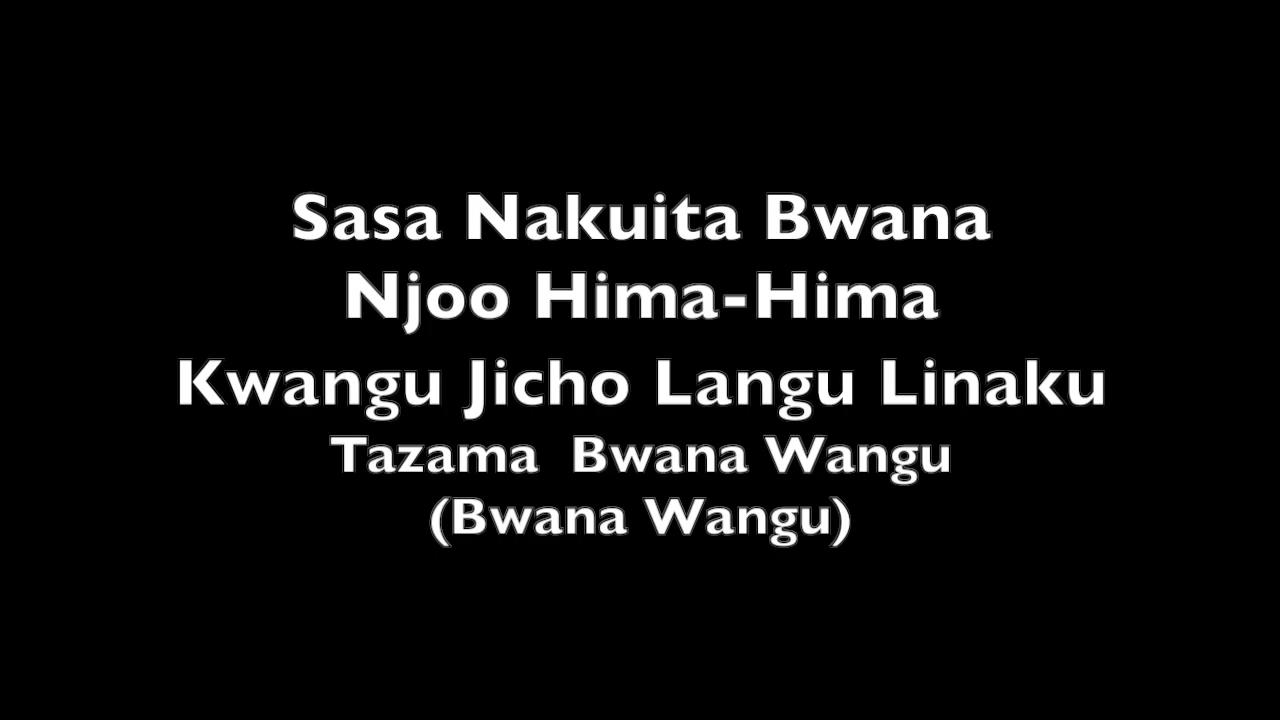 Sasa Nakuita Bwana
Njoo Hima-Hima
Kwangu Jicho Langu Linaku
Tazama  Bwana Wangu
(Bwana Wangu)